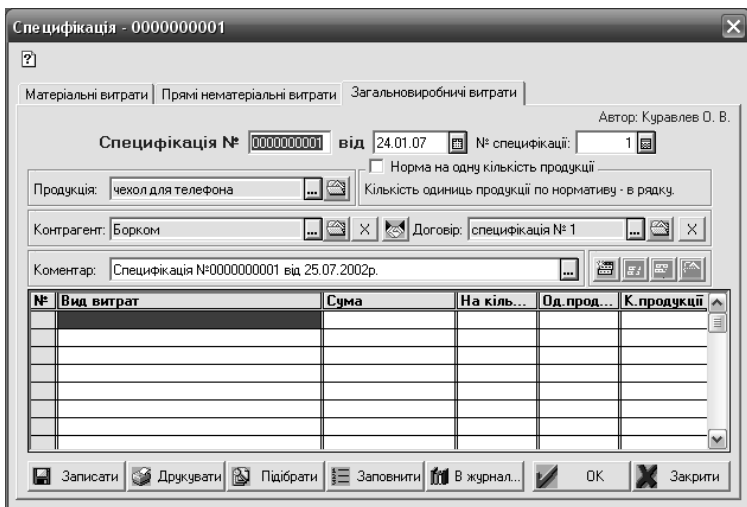 Специфікація - 0000000001
Матеріальні витрати Прямі нематеріальні витрати Загальновиробничі витрати
Автор: Куравлев О. В.
Специфікація № 0000000001 від 24.01.07 № специфікації: 1
Норма на одну кількість продукції
Продукція: чехол для телефона ... Кількість одиниць продукції по нормативу - в рядку.
Контрагент: Борком ... X Договір: специфікація № 1 ... X
Коментар: Специфікація №0000000001 від 25.07.2002р. ...
№ Вид витрат Сума На кіль... Од.прод... К.продукції
Записати Друкувати Підібрати Заповнити В журнал... OK Закрити